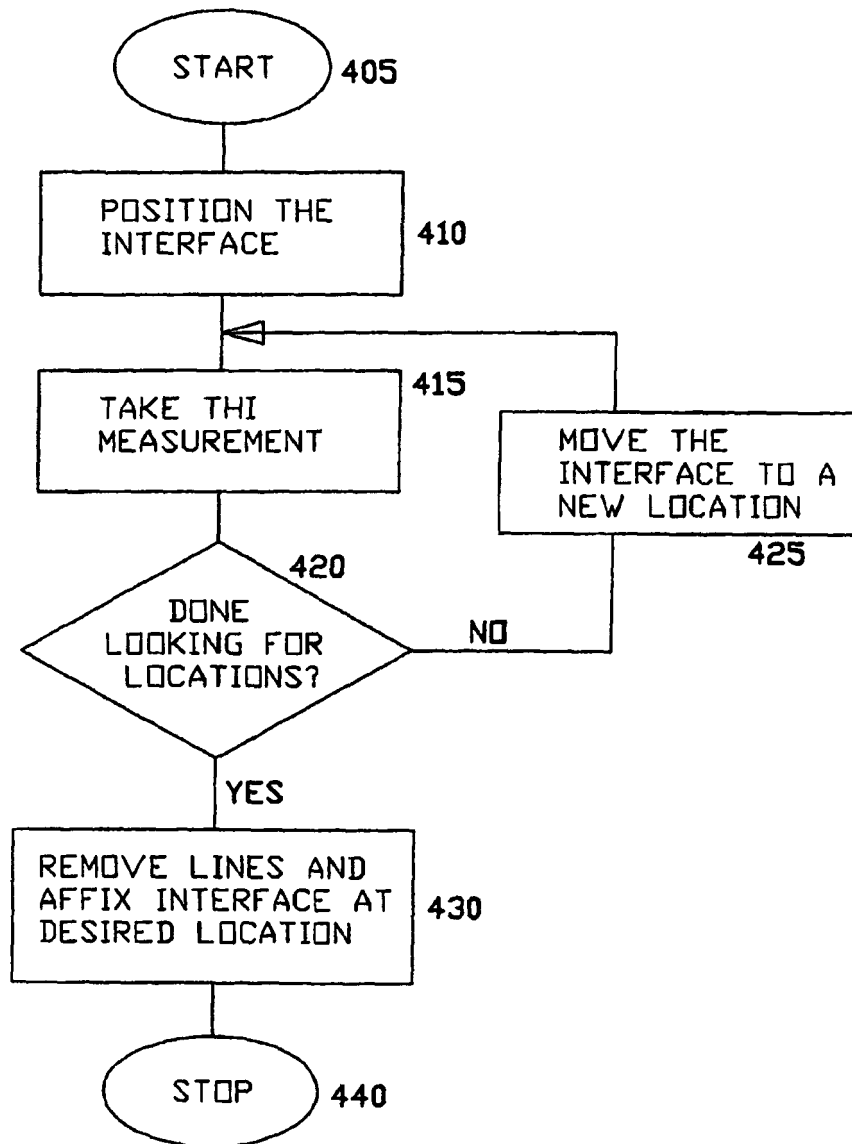 START
405
POSITION THE
INTERFACE
410
415
TAKE THI
MEASUREMENT
MOVE THE
INTERFACE TO A
NEW LOCATION
425
420
DONE
LOOKING FOR
LOCATIONS?
NO
YES
REMOVE LINES AND
AFFIX INTERFACE AT
DESIRED LOCATION
430
STOP
440